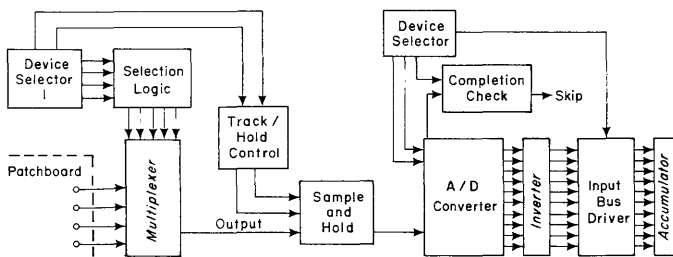 Device
Selector
1
Selection
Logic
Patchboard
Multiplexer
Track /
Hold
Control
Output
Sample
and
Hold
Device
Selector
Completion
Check
Skip
A / D
Converter
Inverter
Input
Bus
Driver
Accumulator